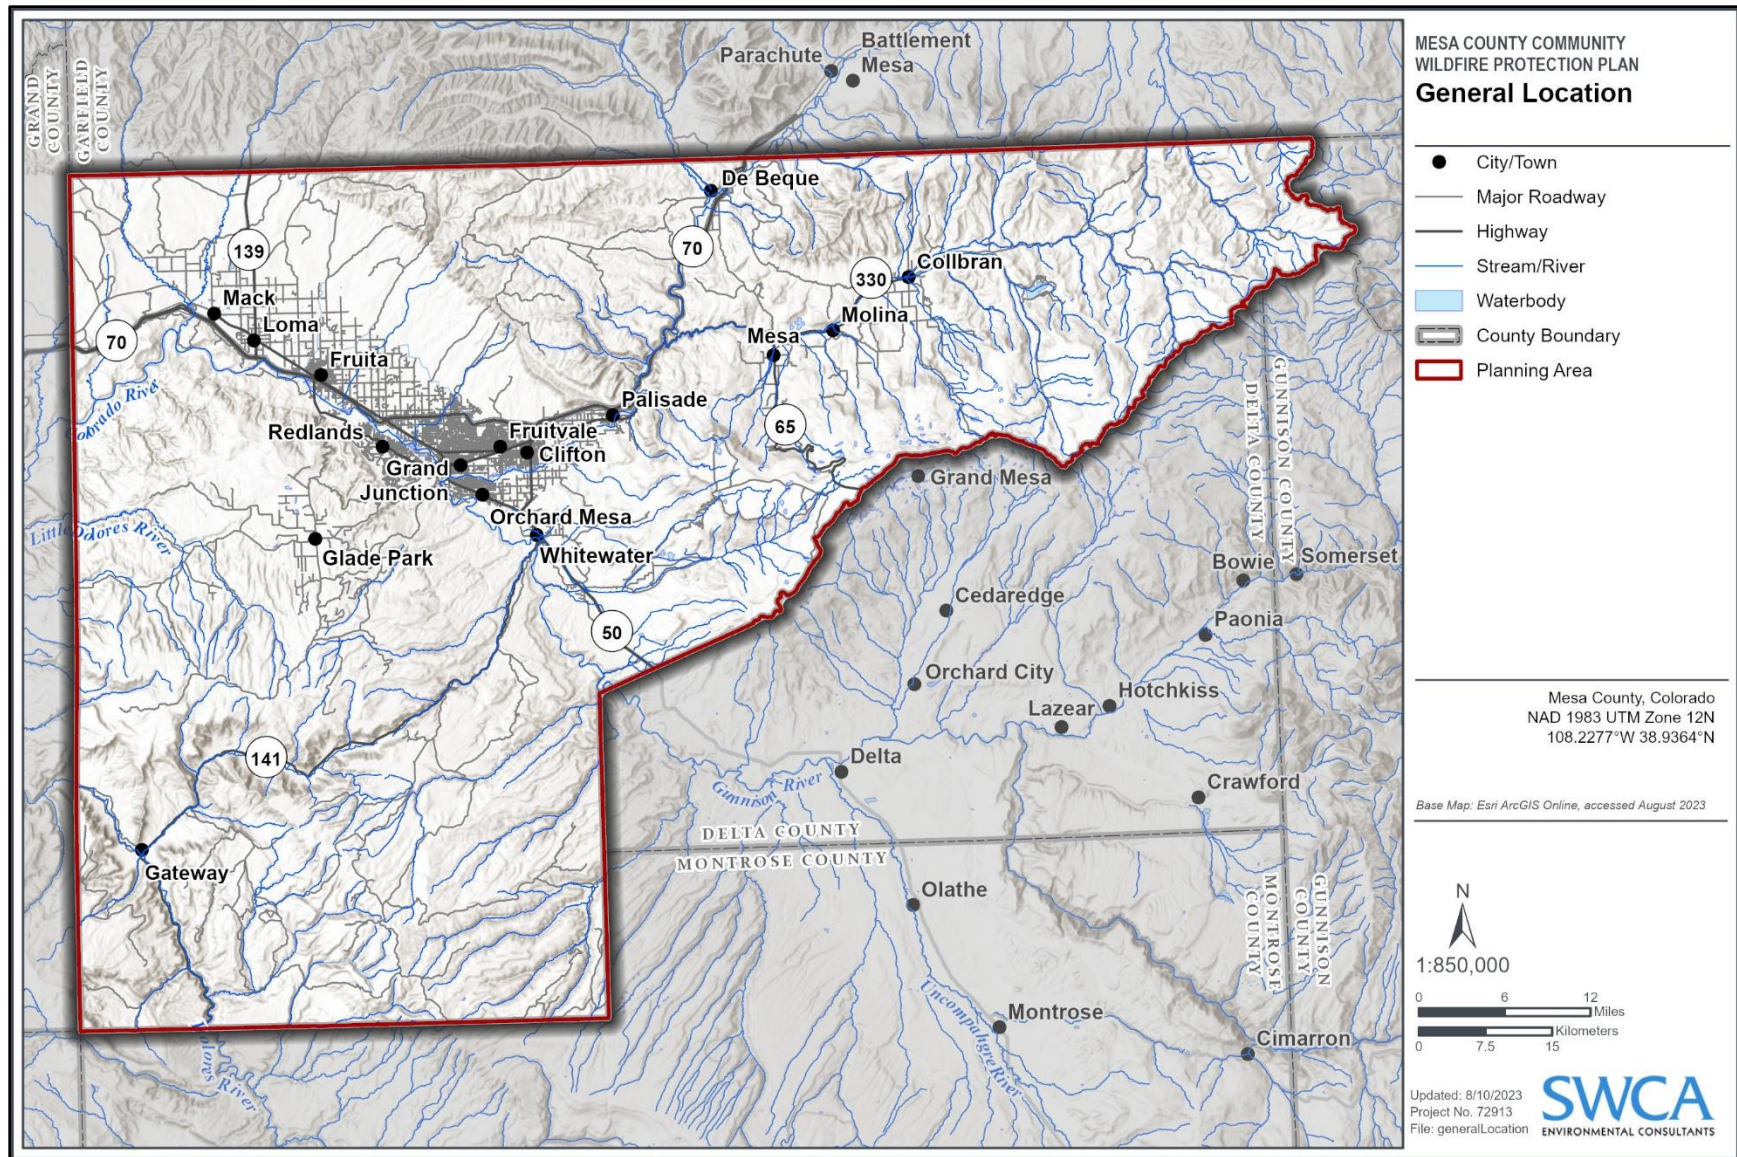 MESA COUNTY COMMUNITY
WILDFIRE PROTECTION PLAN
General Location
City/Town
Major Roadway
Highway
Stream/River
Waterbody
County Boundary
Planning Area
Mesa County, Colorado
NAD 1983 UTM Zone 12N
108.2277°W 38.9364°N
Base Map: Esri ArcGIS Online, accessed August 2023
N
1:850,000
0 6 12
Miles
Kilometers
0 7.5 15
Updated: 8/10/2023
Project No. 72913
File: generalLocation
SWCA
ENVIRONMENTAL CONSULTANTS
GRAND
COUNTY
GARFIELD
COUNTY
Parachute
Battlement
Mesa
De Beque
139
70
330
Collbran
Mack
Loma
Molina
70
Mesa
Fruita
Colorado River
Palisade
65
Redlands
Fruitvale
Clifton
Grand
Junction
Grand Mesa
DELTA COUNTY
GUNNISON COUNTY
Orchard Mesa
Little Dolores River
Glade Park
Whitewater
Somerset
Bowie
Cedaredge
Paonia
50
Orchard City
Hotchkiss
Lazear
141
Delta
Gunnison River
Crawford
DELTA COUNTY
MONTROSE COUNTY
Gateway
Olathe
MONTROSE
COUNTY
GUNNISON
COUNTY
Uncompahgre River
Montrose
Cimarron
Dolores River